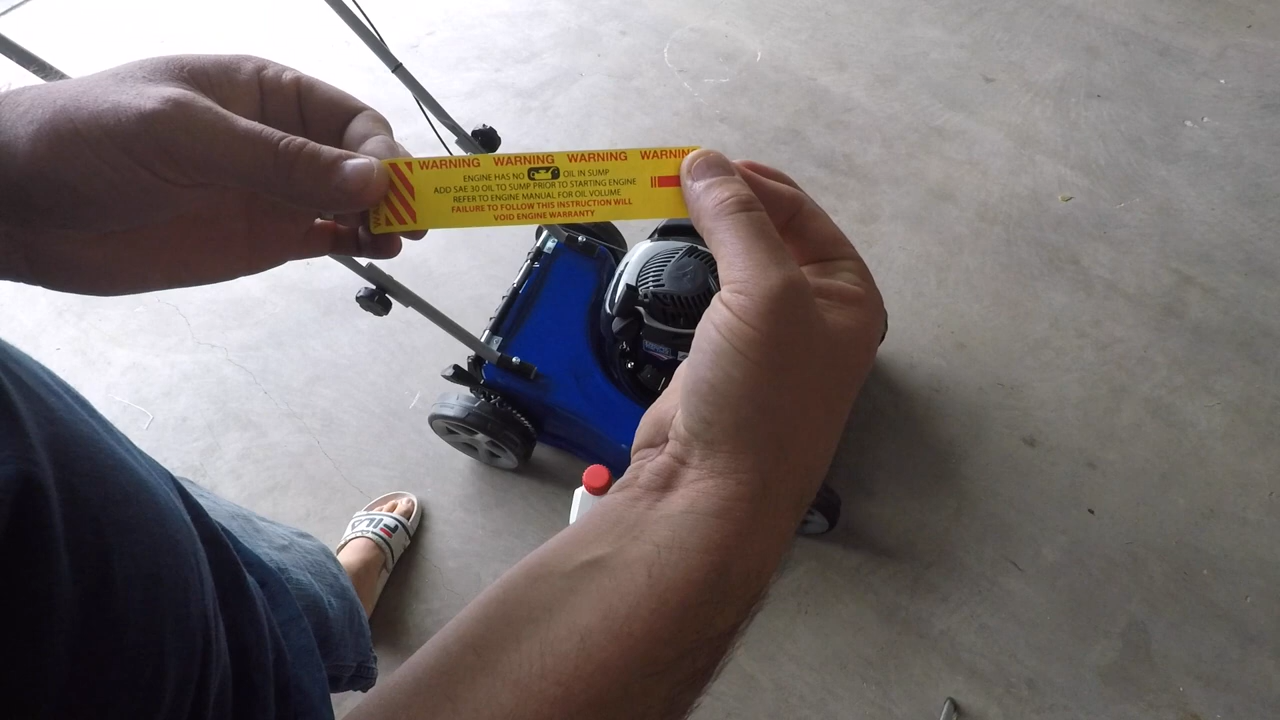 WARNING WARNING WARNING WARNING
ENGINE HAS NO OIL IN SUMP
ADD SAE 30 OIL TO SUMP PRIOR TO STARTING ENGINE
REFER TO ENGINE MANUAL FOR OIL VOLUME
FAILURE TO FOLLOW THIS INSTRUCTION WILL
VOID ENGINE WARRANTY
FILA